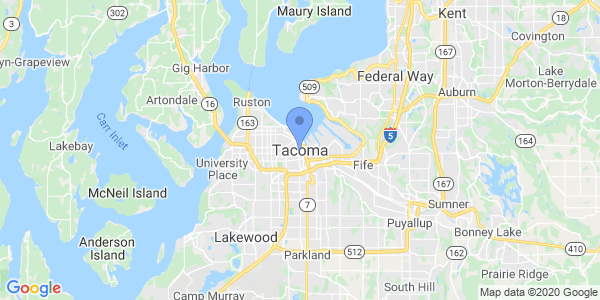 302
3
Maury Island
Kent
18
167
Covington
yn-Grapeview
Gig Harbor
509
Federal Way
Lake
Morton-Berrydale
Auburn
Artondale
16
Ruston
163
Carr Inlet
5
164
Lakebay
Tacoma
University
Place
Fife
167
McNeil Island
7
Sumner
Puyallup
Bonney Lake
Anderson
Island
Lakewood
512
162
410
Parkland
Prairie Ridge
South Hill
Camp Murray
Google
Map data ©2020 Google